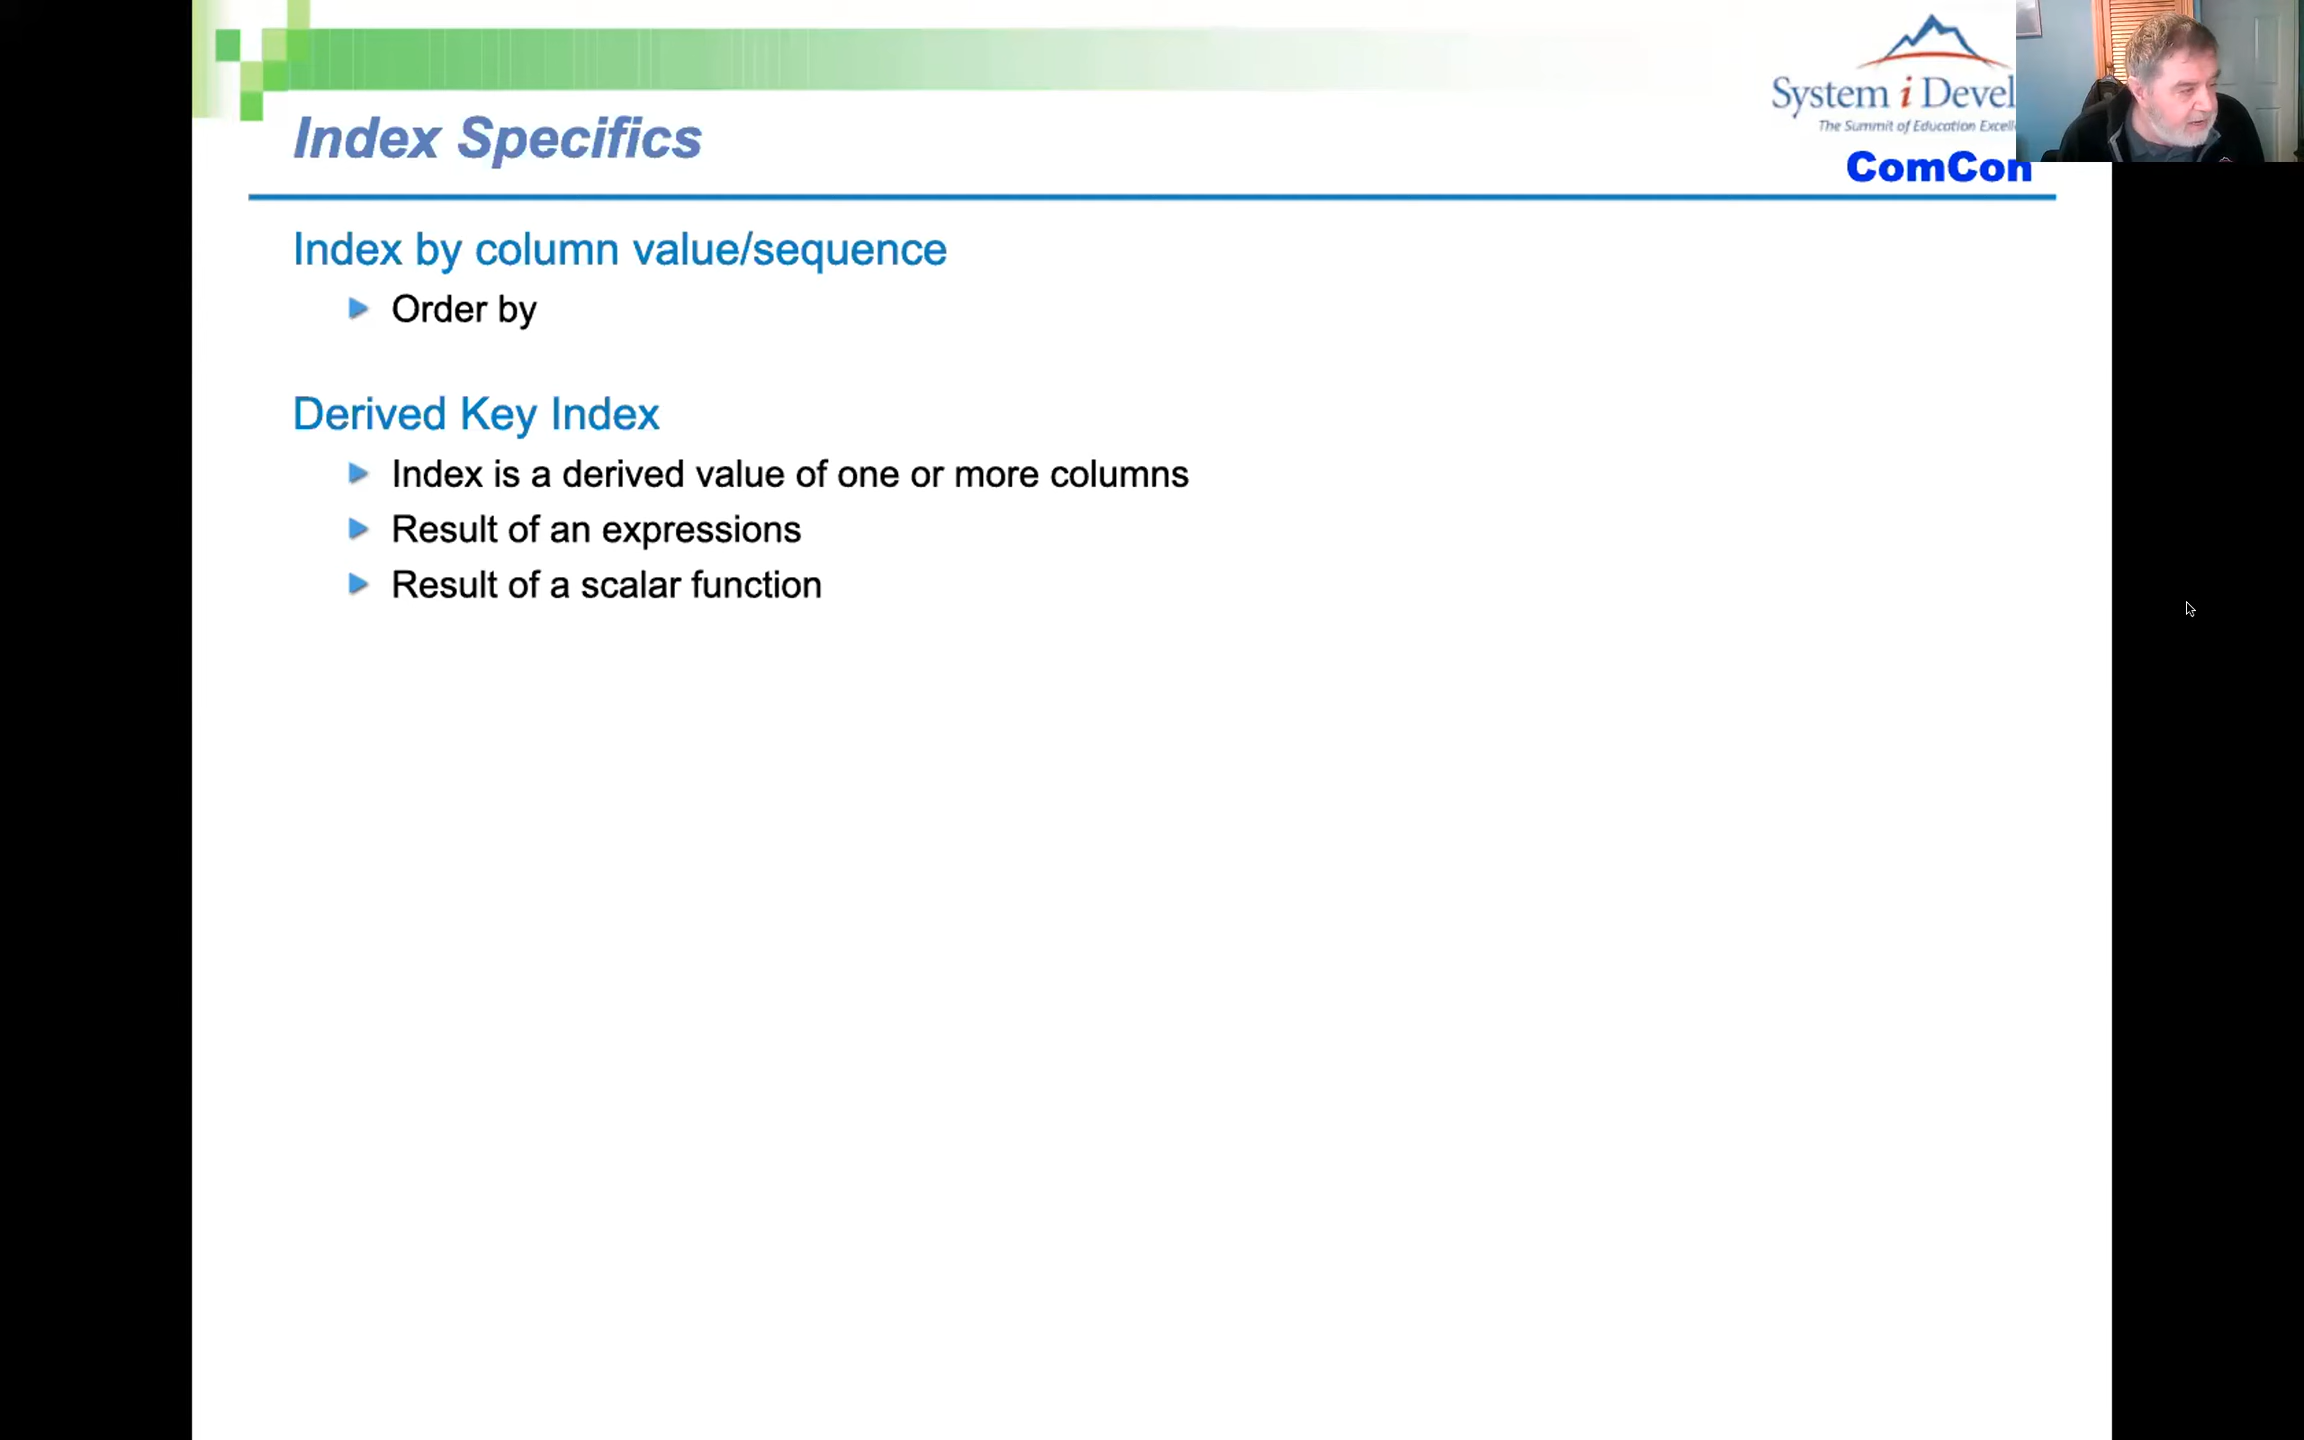 System i Devel
The Summit of Education Excell
Index Specifics
ComCon
Index by column value/sequence
Order by
Derived Key Index
Index is a derived value of one or more columns
Result of an expressions
Result of a scalar function